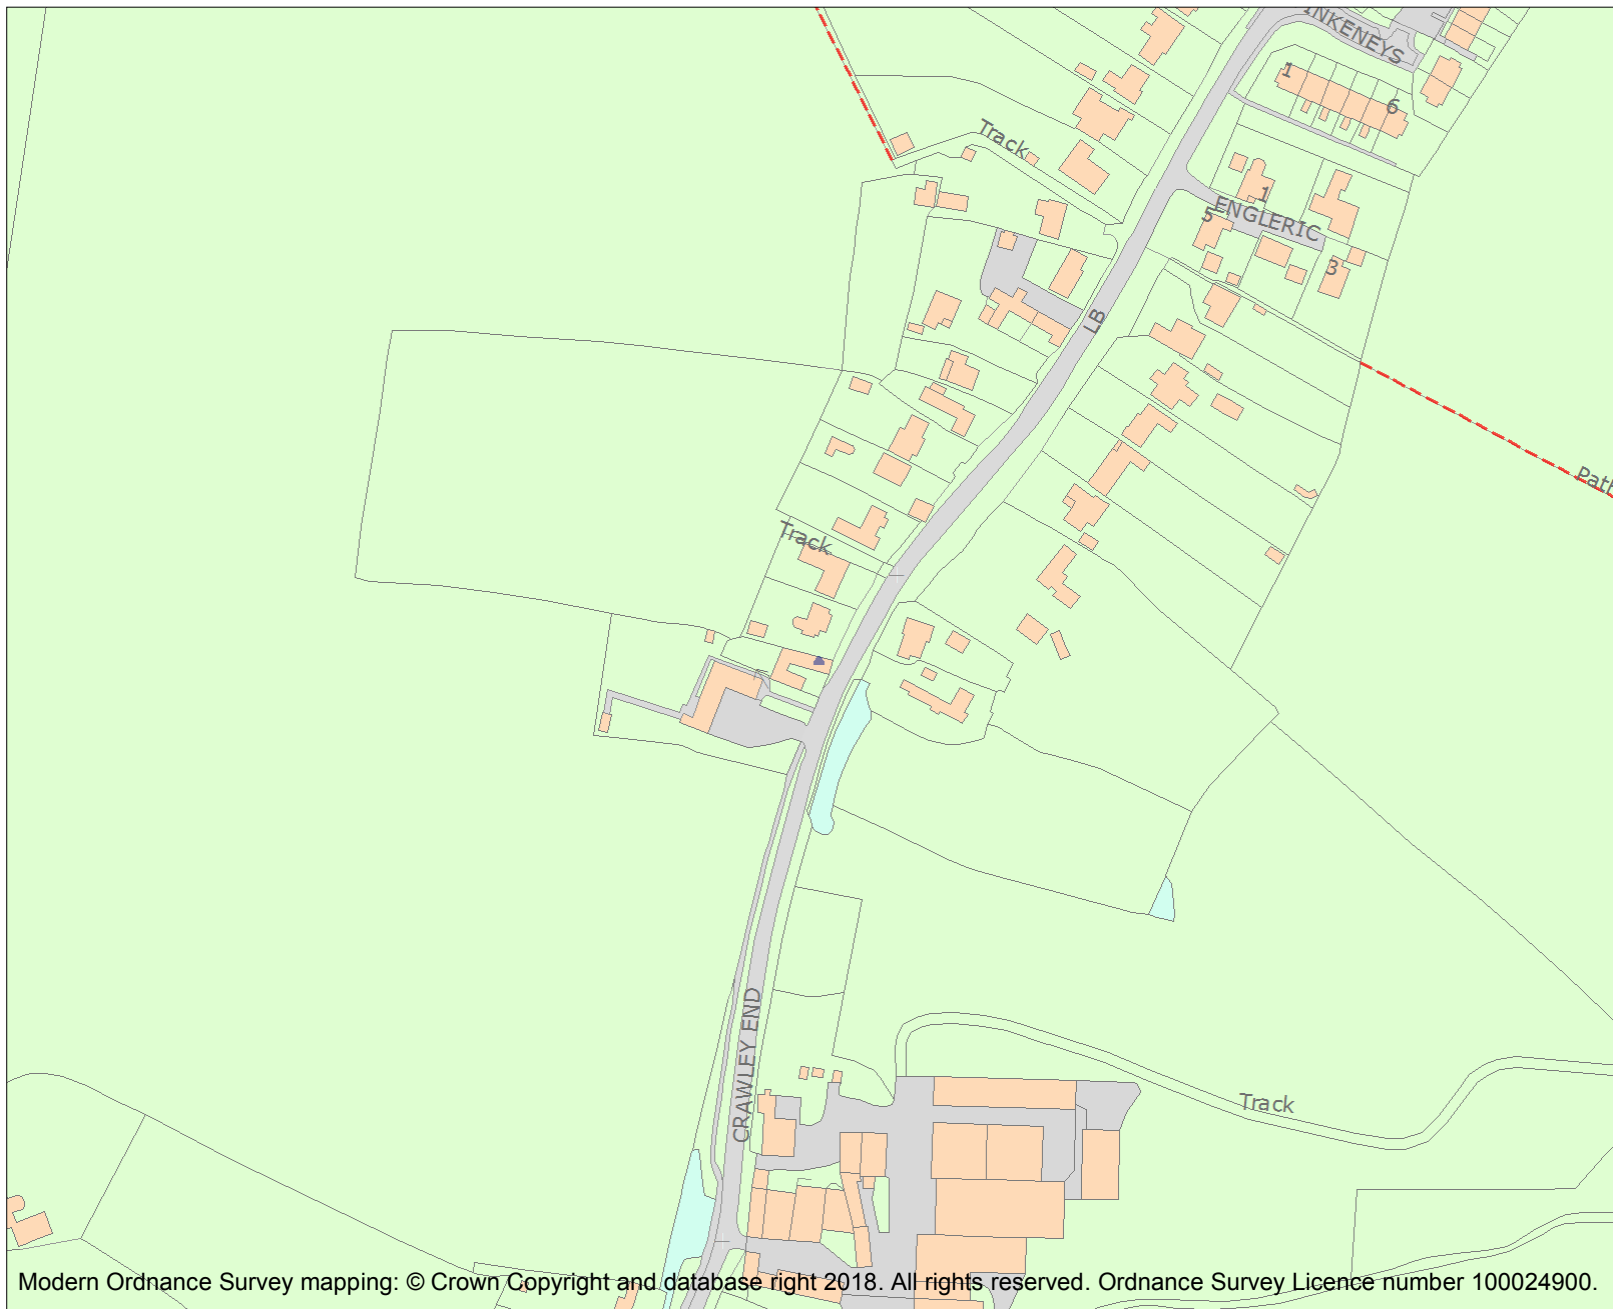 INKENEYS
1
6
Track
1
5
ENGLERIC
3
LB
Path
Track
CRAWLEY END
Track
Modern Ordnance Survey mapping: © Crown Copyright and database right 2018. All rights reserved. Ordnance Survey Licence number 100024900.